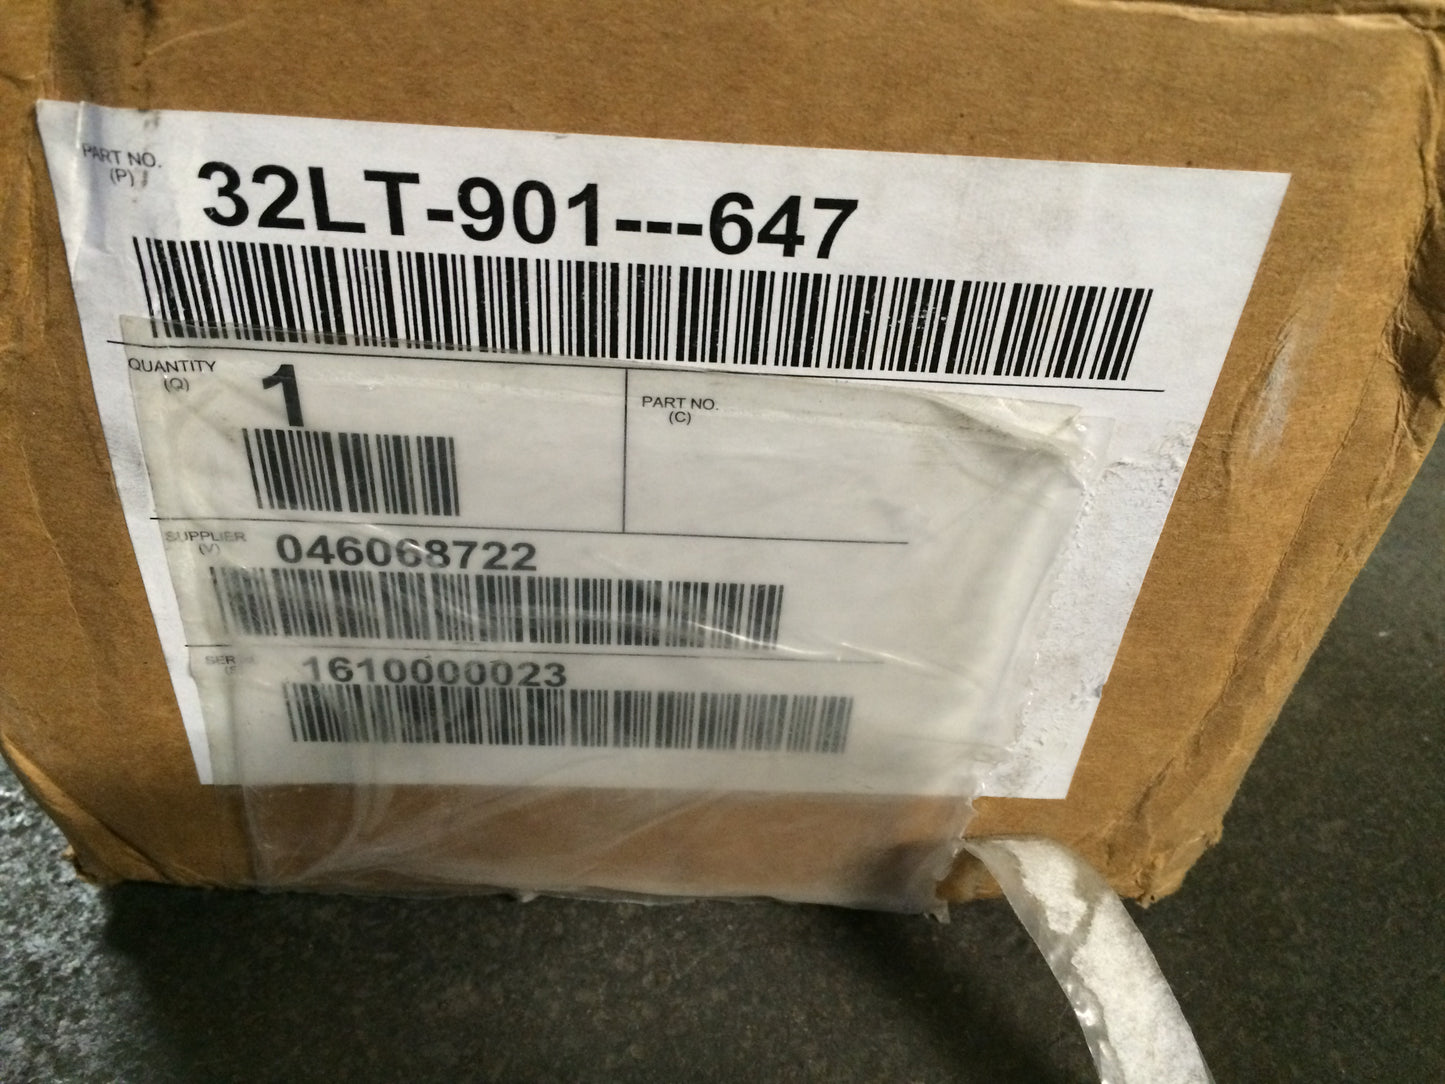 PART NO.
(P)
32LT-901---647
QUANTITY
(Q)
1
PART NO.
(C)
SUPPLIER
(V)
046068722
1610000023